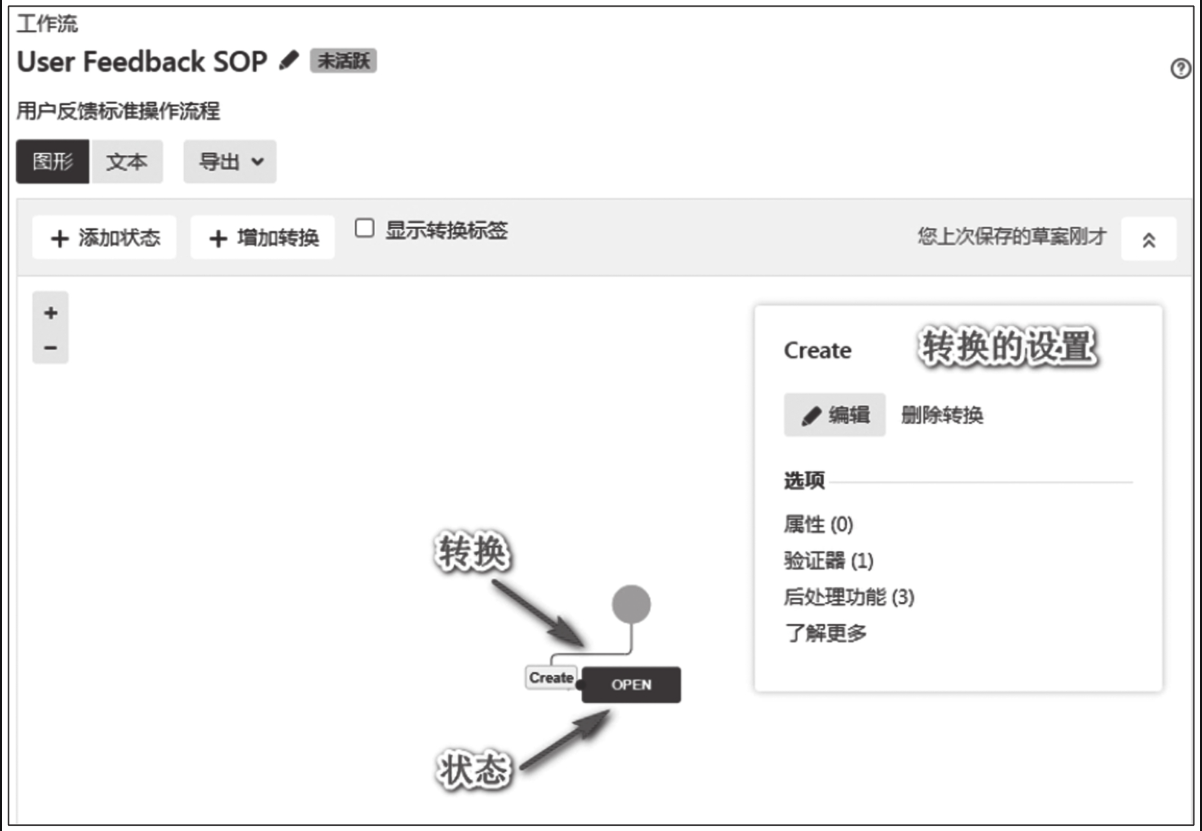 工作流
User Feedback SOP 未活跃
用户反馈标准操作流程
图形 文本 导出
+ 添加状态 + 增加转换 显示转换标签 您上次保存的草案刚才
+
−
Create 转换的设置
编辑 删除转换
选项
属性 (0)
验证器 (1)
后处理功能 (3)
了解更多
转换
Create OPEN
状态